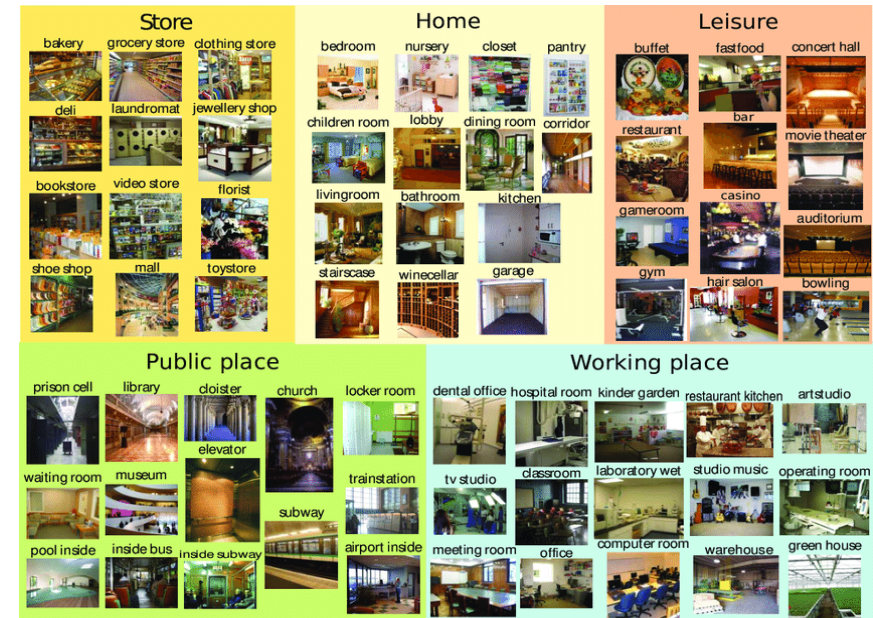 Store
bakery
grocery store
clothing store
deli
laundromat
jewellery shop
bookstore
video store
florist
shoe shop
mall
toystore
Home
bedroom
nursery
closet
pantry
children room
lobby
dining room
corridor
livingroom
bathroom
kitchen
stairscase
winecellar
garage
Leisure
buffet
fastfood
concert hall
restaurant
bar
movie theater
gameroom
casino
auditorium
gym
hair salon
bowling
Public place
prison cell
library
cloister
church
locker room
waiting room
museum
elevator
subway
trainstation
pool inside
inside bus
inside subway
airport inside
Working place
dental office
hospital room
kinder garden
restaurant kitchen
artstudio
tv studio
classroom
laboratory wet
studio music
operating room
meeting room
office
computer room
warehouse
green house